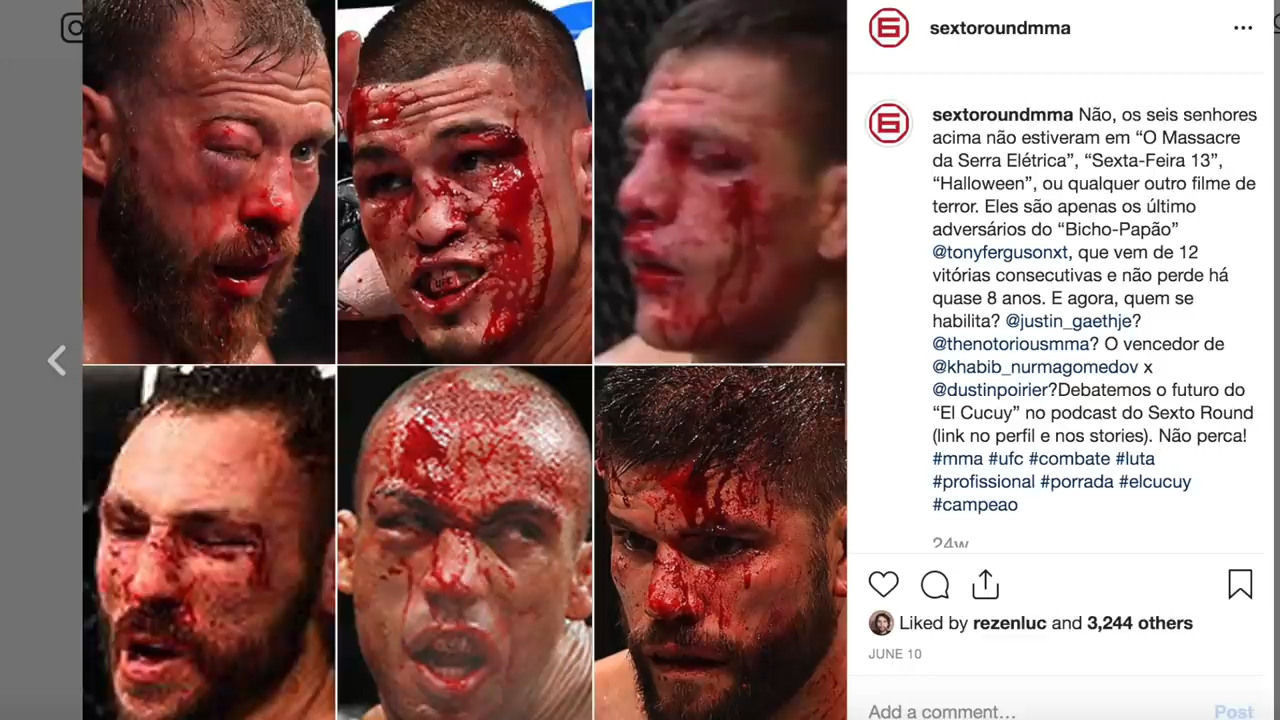 sextoroundmma
sextoroundmma Não, os seis senhores
acima não estiveram em “O Massacre
da Serra Elétrica”, “Sexta-Feira 13”,
“Halloween”, ou qualquer outro filme de
terror. Eles são apenas os último
adversários do “Bicho-Papão”
@tonyfergusonxt, que vem de 12
vitórias consecutivas e não perde há
quase 8 anos. E agora, quem se
habilita? @justin_gaethje?
@thenotoriousmma? O vencedor de
@khabib_nurmagomedov x
@dustinpoirier?Debatemos o futuro do
“El Cucuy” no podcast do Sexto Round
(link no perfil e nos stories). Não perca!
#mma #ufc #combate #luta
#profissional #porrada #elcucuy
#campeao
24w
Liked by rezenluc and 3,244 others
JUNE 10
Add a comment… Post
UFC